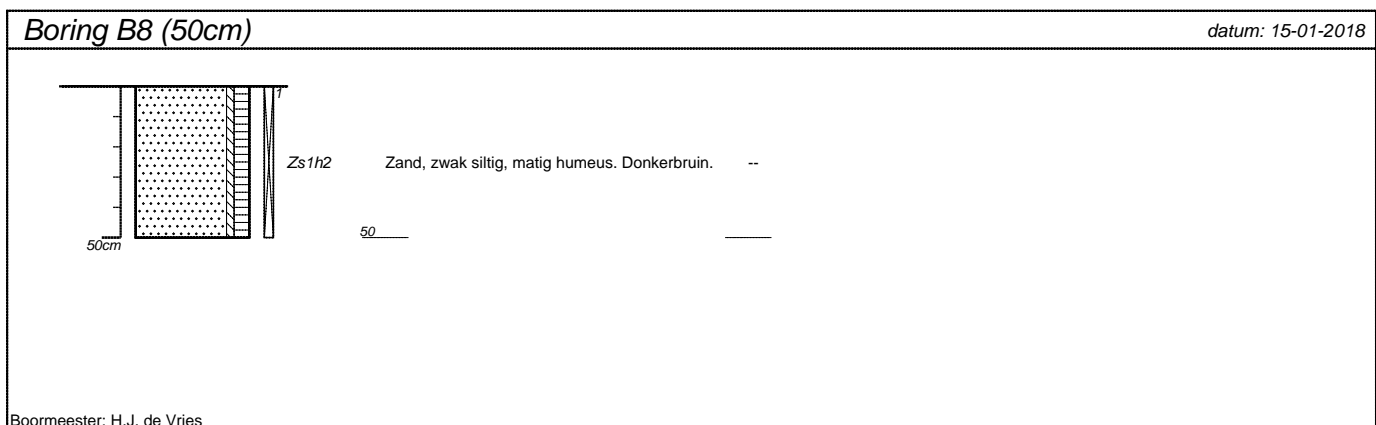 Boring B8 (50cm) datum: 15-01-2018
1
Zs1h2 Zand, zwak siltig, matig humeus. Donkerbruin. --
50cm 50
Boormeester: H.J. de Vries